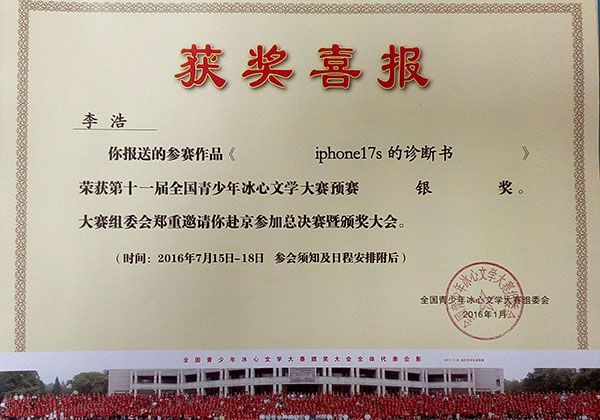 获奖喜报
李浩
你报送的参赛作品《 iphone17s 的诊断书 》
荣获第十一届全国青少年冰心文学大赛预赛 银 奖。
大赛组委会郑重邀请你赴京参加总决赛暨颁奖大会。
(时间：2016年7月15日-18日 参会须知及日程安排附后)
全国青少年冰心文学大赛组委会
2016年1月
全国青少年冰心文学大赛颁奖大会全体代表合影